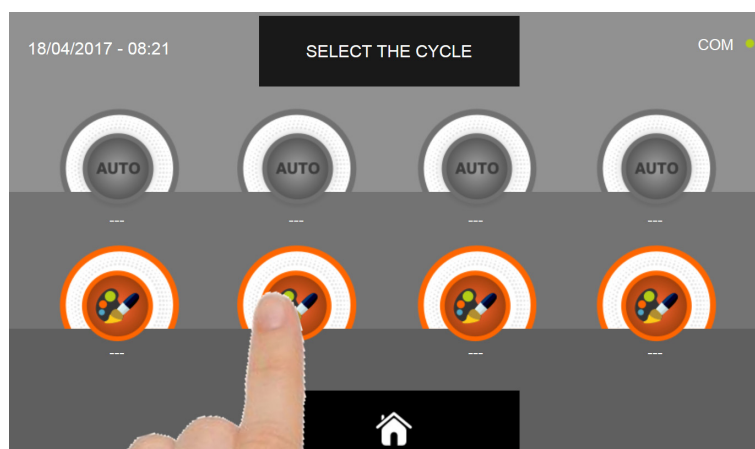 18/04/2017 - 08:21
SELECT THE CYCLE
COM
AUTO AUTO AUTO AUTO
--- --- --- ---
--- --- ---